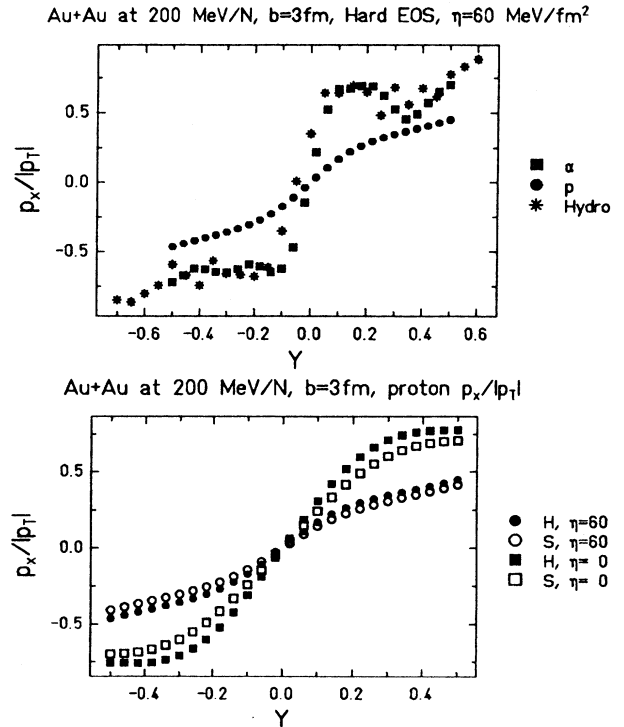 Au+Au at 200 MeV/N, b=3fm, Hard EOS, η=60 MeV/fm²
0.5
0.0
-0.5
pₓ/|p_T|
-0.6 -0.4 -0.2 0.0 0.2 0.4 0.6
Y
α
p
Hydro
Au+Au at 200 MeV/N, b=3fm, proton pₓ/|p_T|
0.5
0.0
-0.5
pₓ/|p_T|
-0.4 -0.2 0.0 0.2 0.4
Y
H, η=60
S, η=60
H, η= 0
S, η= 0